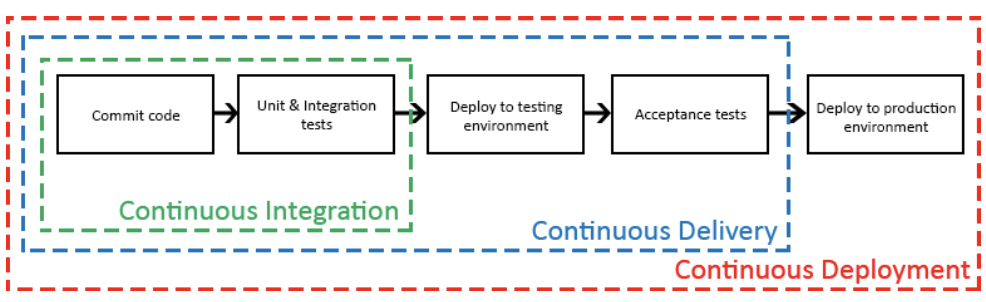 Commit code
Unit & Integration
tests
Deploy to testing
environment
Acceptance tests
Deploy to production
environment
Continuous Integration
Continuous Delivery
Continuous Deployment